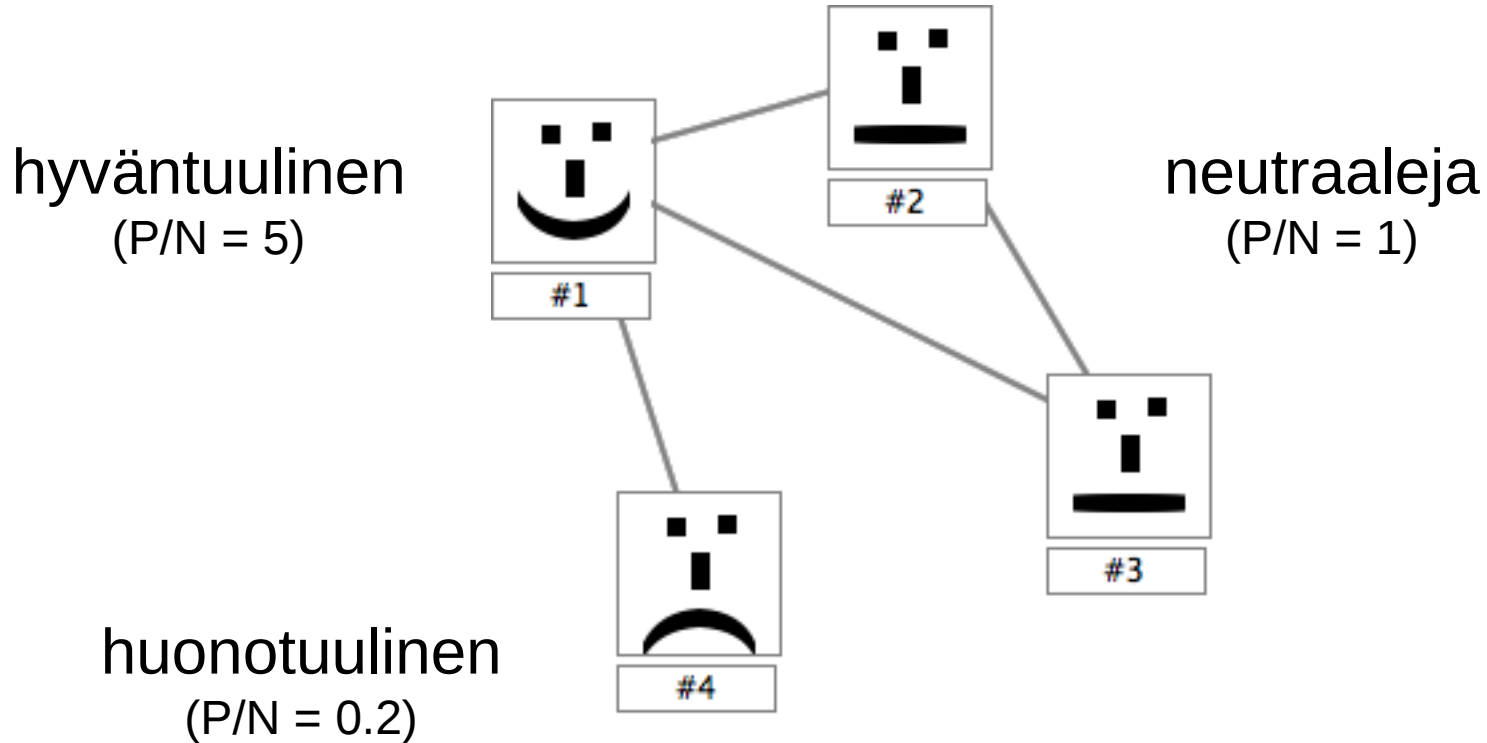 hyväntuulinen
(P/N = 5)
#1
#2
neutraaleja
(P/N = 1)
#3
huonotuulinen
(P/N = 0.2)
#4